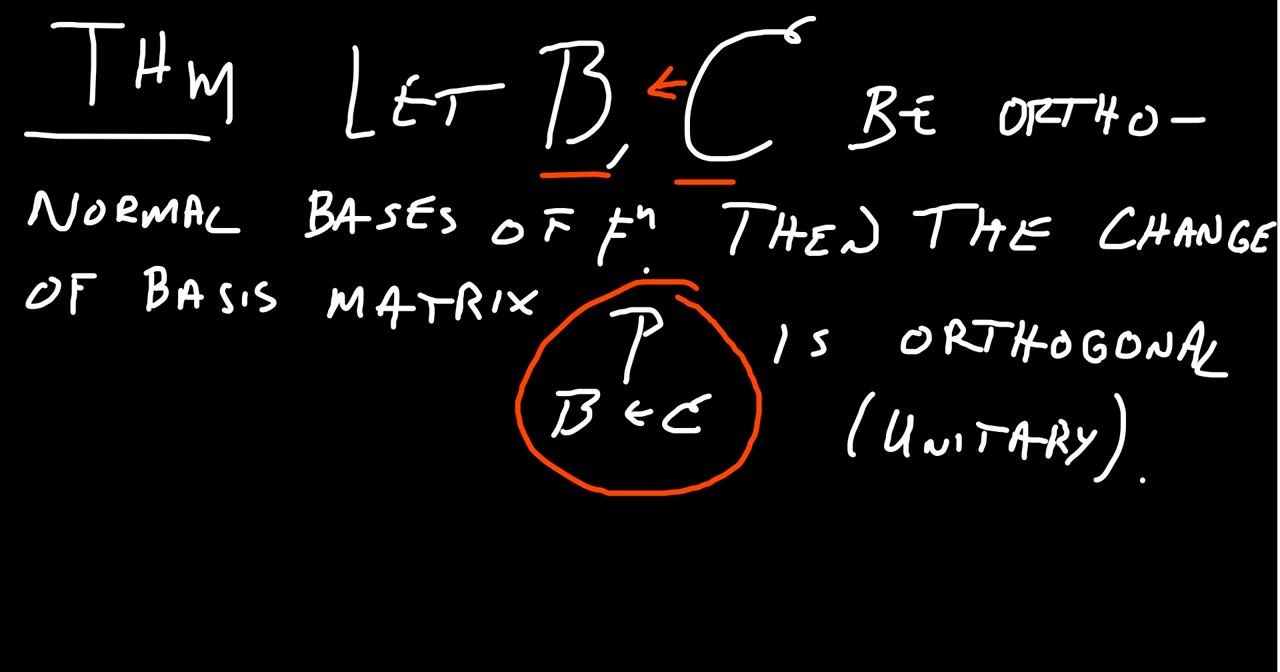 THM LET B, ← C BE ORTHO-
NORMAL BASES OF Fⁿ. THEN THE CHANGE
OF BASIS MATRIX P IS ORTHOGONAL
B ← C (UNITARY).